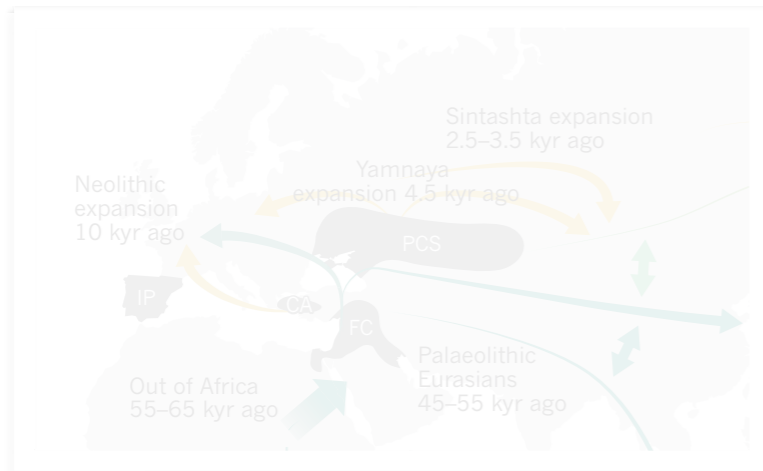 Sintashta expansion
2.5–3.5 kyr ago
Yamnaya
expansion 4.5 kyr ago
Neolithic
expansion
10 kyr ago
PCS
IP
CA
FC
Palaeolithic
Eurasians
45–55 kyr ago
Out of Africa
55–65 kyr ago